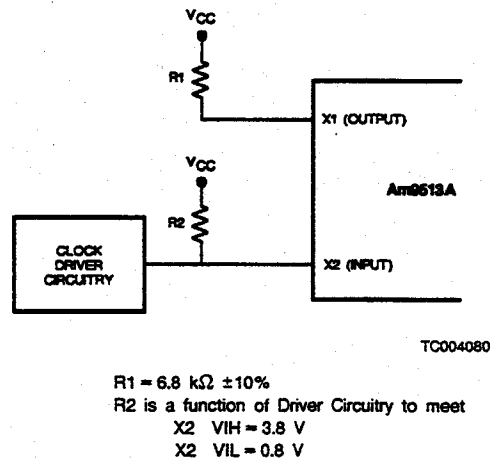 VCC
R1
X1 (OUTPUT)
VCC
Am9513A
R2
CLOCK
DRIVER
CIRCUITRY
X2 (INPUT)
TC004080
R1 = 6.8 kΩ ±10%
R2 is a function of Driver Circuitry to meet
X2 VIH = 3.8 V
X2 VIL = 0.8 V